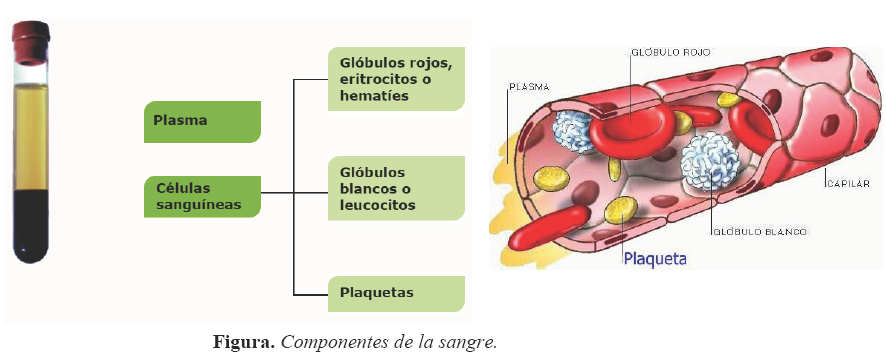 Plasma
Células
sanguíneas
Glóbulos rojos,
eritrocitos o
hematíes
Glóbulos
blancos o
leucocitos
Plaquetas
GLÓBULO ROJO
PLASMA
CAPILAR
GLÓBULO BLANCO
Plaqueta
Figura. Componentes de la sangre.